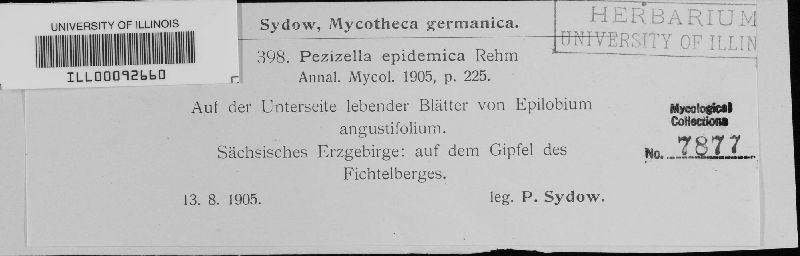 UNIVERSITY OF ILLINOIS
ILL00092660
Sydow, Mycotheca germanica.
HERBARIUM
UNIVERSITY OF ILLIN
398. Pezizella epidemica Rehm
Annal. Mycol. 1905, p. 225.
Auf der Unterseite lebender Blätter von Epilobium
angustifolium.
Sächsisches Erzgebirge: auf dem Gipfel des
Fichtelberges.
13. 8. 1905.
leg. P. Sydow.
Mycological
Collections
No. 7877